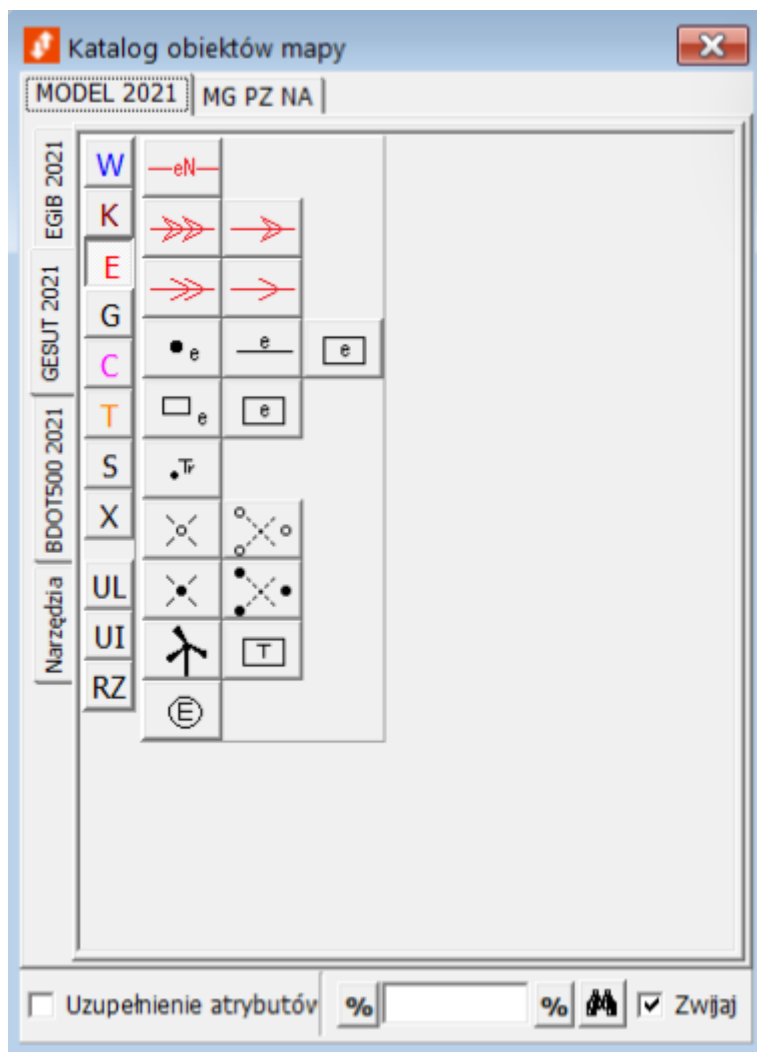 Katalog obiektów mapy
MODEL 2021 MG PZ NA
EGiB 2021
GESUT 2021
BDOT500 2021
Narzędzia
W eN
K
E
G e e e
C
T e e
S Tr
X
UL
UI T
RZ E
Uzupełnienie atrybutów % % Zwijaj